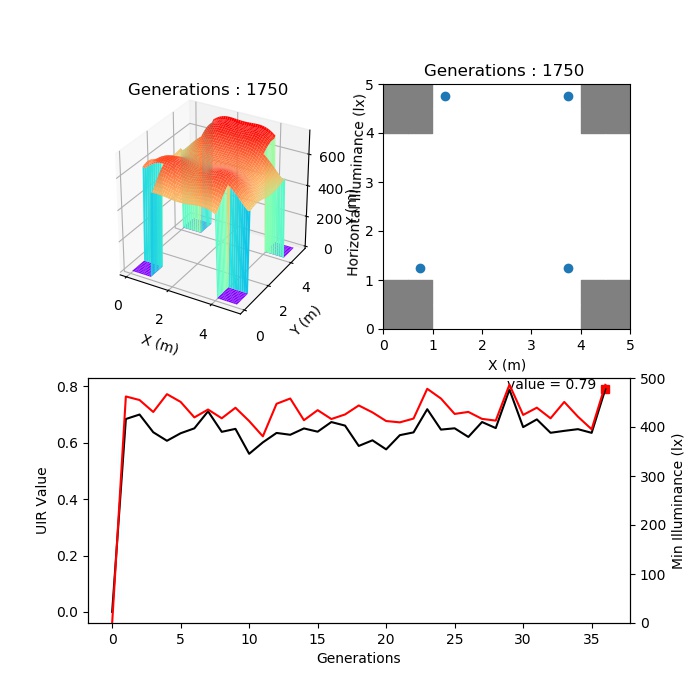 Generations : 1750
600
400
200
0
0
2
4
X (m)
0
2
4
Y (m)
Horizontal Illuminance (lx)
Generations : 1750
5
4
3
2
1
0
Y (m)
0 1 2 3 4 5
X (m)
value = 0.79
0.8
0.6
0.4
0.2
0.0
UIR Value
500
400
300
200
100
0
Min Illuminance (lx)
0 5 10 15 20 25 30 35
Generations